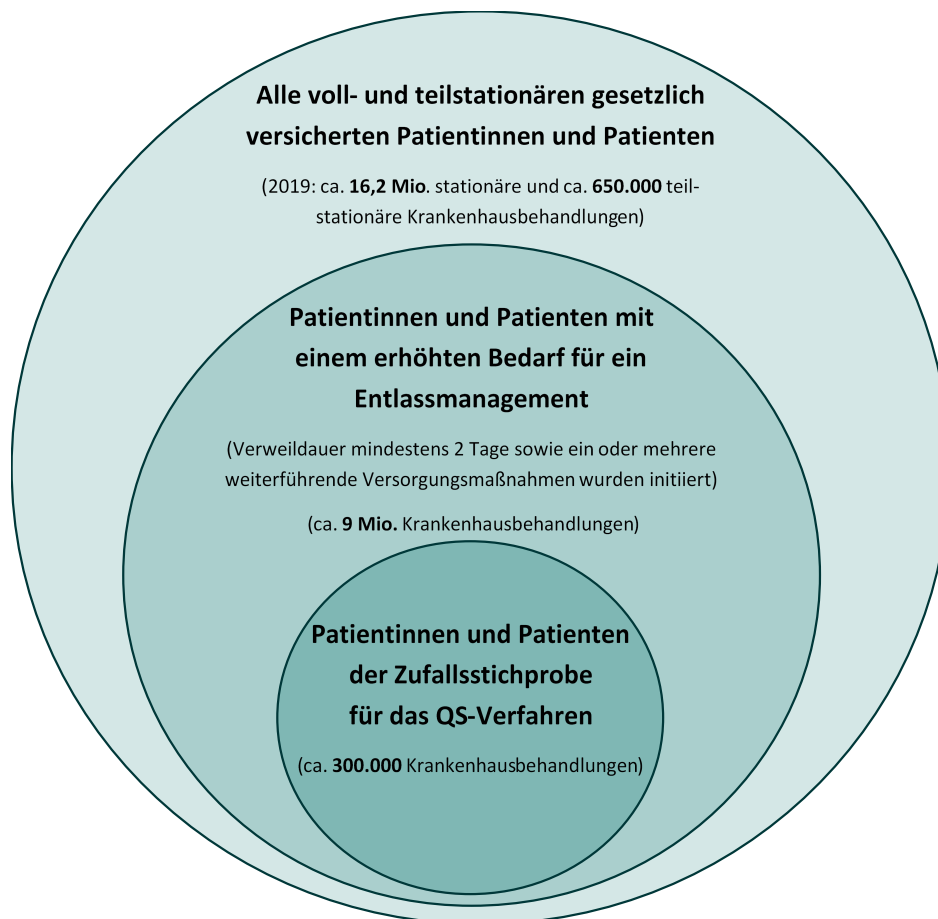 Alle voll- und teilstationären gesetzlich
versicherten Patientinnen und Patienten
(2019: ca. 16,2 Mio. stationäre und ca. 650.000 teil-
stationäre Krankenhausbehandlungen)
Patientinnen und Patienten mit
einem erhöhten Bedarf für ein
Entlassmanagement
(Verweildauer mindestens 2 Tage sowie ein oder mehrere
weiterführende Versorgungsmaßnahmen wurden initiiert)
(ca. 9 Mio. Krankenhausbehandlungen)
Patientinnen und Patienten
der Zufallsstichprobe
für das QS-Verfahren
(ca. 300.000 Krankenhausbehandlungen)